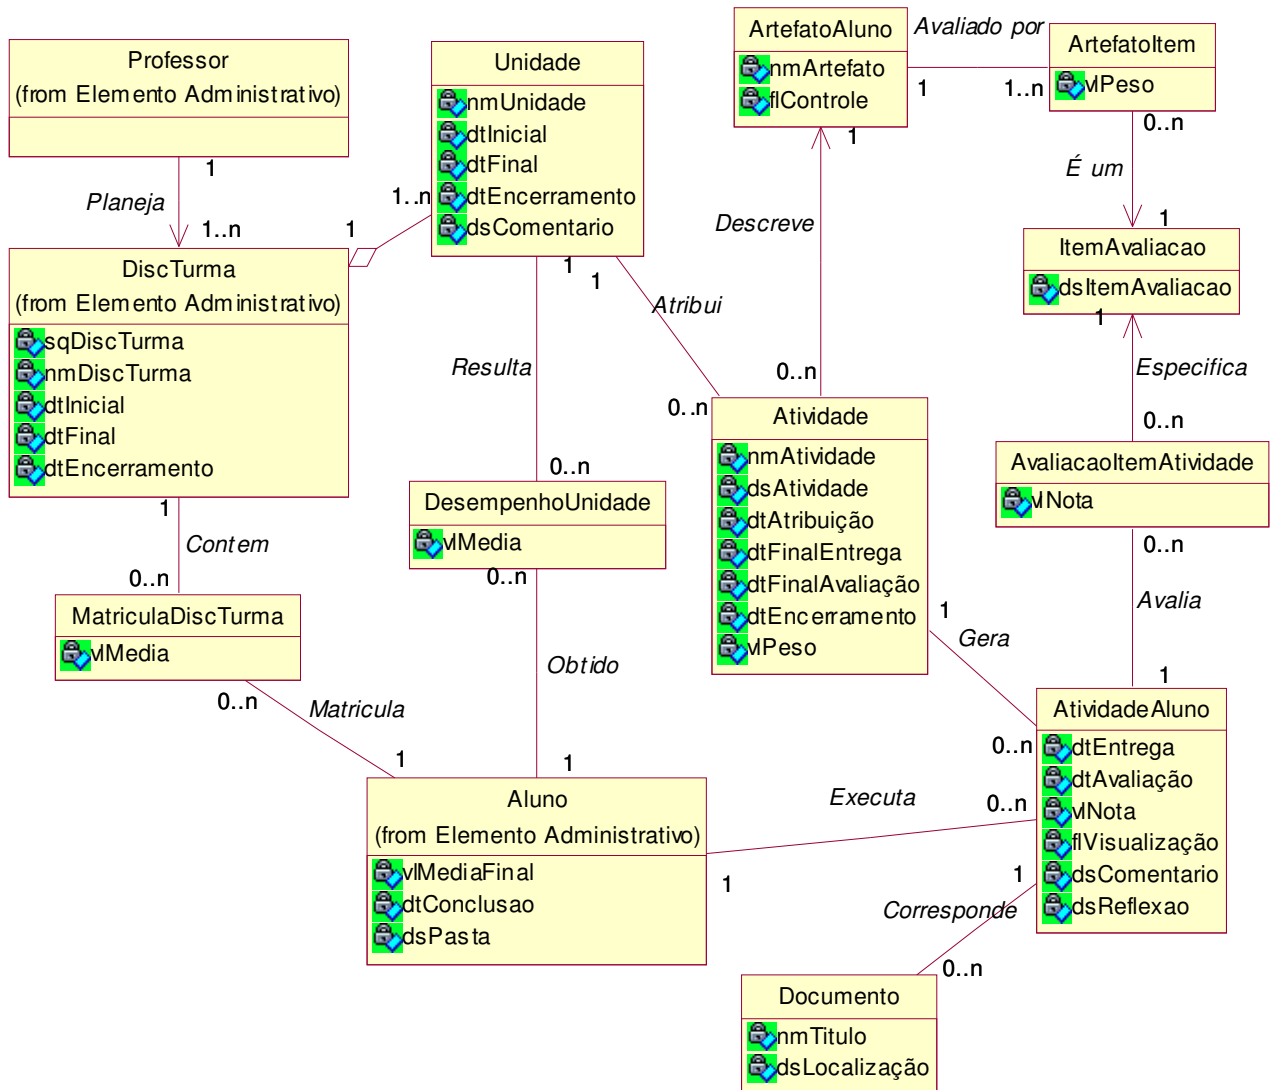 Professor
(from Elemento Administrativo)
1
Planeja
1..n
DiscTurma
(from Elemento Administrativo)
sqDiscTurma
nmDiscTurma
dtInicial
dtFinal
dtEncerramento
1
1..n
Unidade
nmUnidade
dtInicial
dtFinal
dtEncerramento
dsComentario
1
1
Atribui
0..n
Resulta
0..n
DesempenhoUnidade
vlMedia
0..n
Obtido
1
1
Contem
0..n
MatriculaDiscTurma
vlMedia
0..n
Matricula
1
Aluno
(from Elemento Administrativo)
vlMediaFinal
dtConclusao
dsPasta
1
Executa
0..n
ArtefatoAluno
nmArtefato
flControle
1
Avaliado por
1
1..n
ArtefatoItem
vlPeso
0..n
É um
1
ItemAvaliacao
dsItemAvaliacao
1
Especifica
0..n
AvaliacaoItemAtividade
vlNota
0..n
Avalia
1
Descreve
0..n
Atividade
nmAtividade
dsAtividade
dtAtribuição
dtFinalEntrega
dtFinalAvaliação
dtEncerramento
vlPeso
1
Gera
0..n
AtividadeAluno
dtEntrega
dtAvaliação
vlNota
flVisualização
dsComentario
dsReflexao
1
Corresponde
0..n
Documento
nmTitulo
dsLocalização